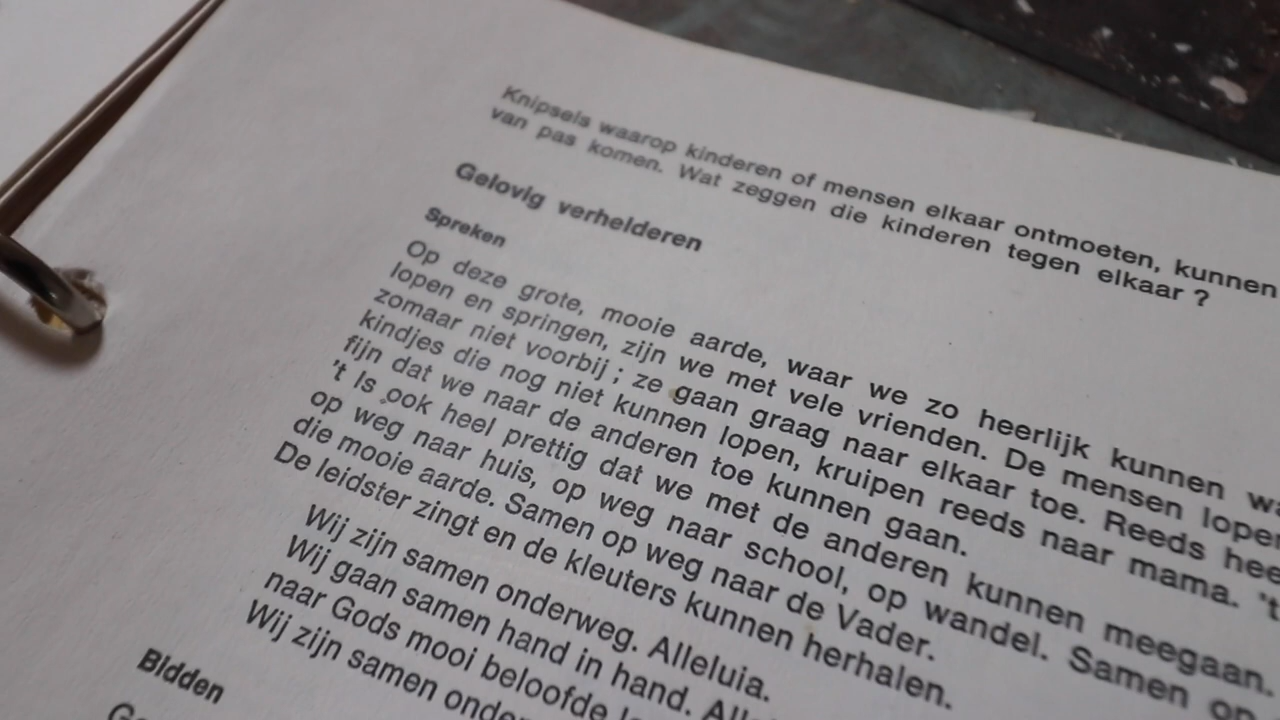 Knipsels waarop kinderen of mensen elkaar ontmoeten, kunnen
van pas komen. Wat zeggen die kinderen tegen elkaar ?
Gelovig verhelderen
Spreken
Op deze grote, mooie aarde, waar we zo heerlijk kunnen
lopen en springen, zijn we met vele vrienden. De mensen lopen
zomaar niet voorbij ; ze gaan graag naar elkaar toe. Reeds
kindjes die nog niet kunnen lopen, kruipen reeds naar mama. 't
fijn dat we naar de anderen toe kunnen gaan.
't Is ook heel prettig dat we met de anderen kunnen meegaan.
op weg naar huis, op weg naar school, op wandel. Samen op
die mooie aarde. Samen op weg naar de Vader.
De leidster zingt en de kleuters kunnen herhalen.
Wij zijn samen onderweg. Alleluia.
Wij gaan samen hand in hand.
naar Gods mooi beloofde
Wij zijn samen
Bidden